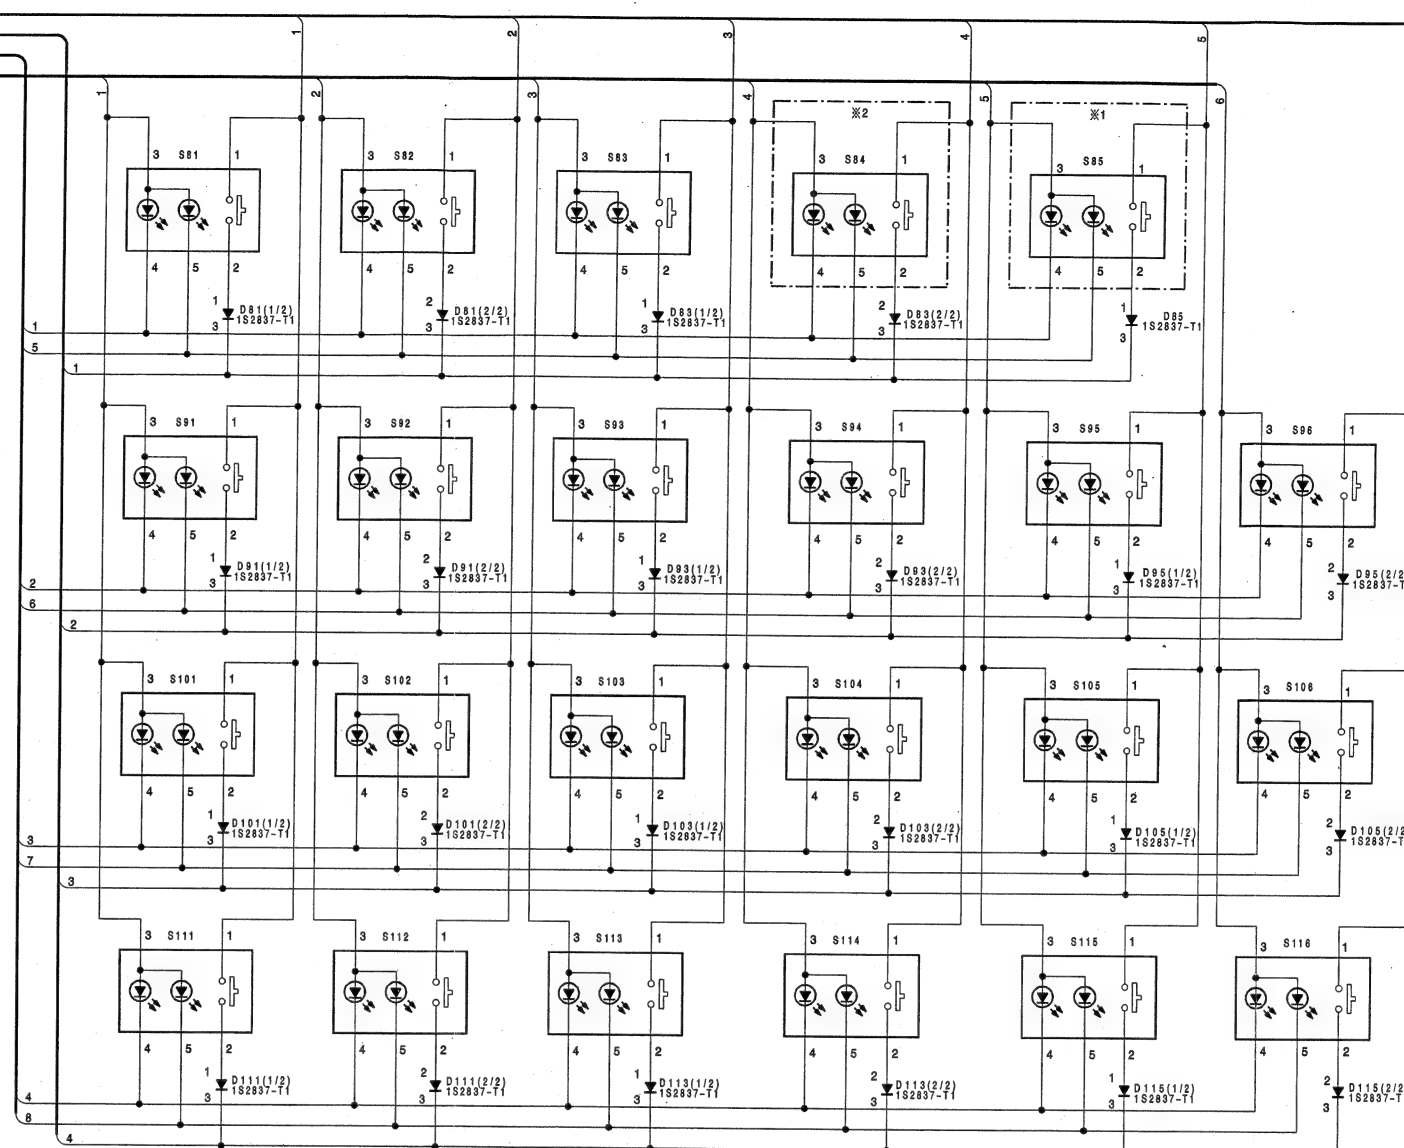 1 2 3 4 5
1 2 3 4 5 6
※2 ※1
3 S81 1 3 S82 1 3 S83 1 3 S84 1 3 S85 1
4 5 2 4 5 2 4 5 2 4 5 2 4 5 2
1 D81(1/2) 2 D81(2/2) 1 D83(1/2) 2 D83(2/2) 1 D85
3 1S2837-T1 3 1S2837-T1 3 1S2837-T1 3 1S2837-T1 3 1S2837-T1
1
5
1
3 S91 1 3 S92 1 3 S93 1 3 S94 1 3 S95 1 3 S96 1
4 5 2 4 5 2 4 5 2 4 5 2 4 5 2 4 5 2
1 D91(1/2) 2 D91(2/2) 1 D93(1/2) 2 D93(2/2) 1 D95(1/2) 2 D95(2/2
3 1S2837-T1 3 1S2837-T1 3 1S2837-T1 3 1S2837-T1 3 1S2837-T1 3 1S2837-T
2
6
2
3 S101 1 3 S102 1 3 S103 1 3 S104 1 3 S105 1 3 S106 1
4 5 2 4 5 2 4 5 2 4 5 2 4 5 2 4 5 2
1 D101(1/2) 2 D101(2/2) 1 D103(1/2) 2 D103(2/2) 1 D105(1/2) 2 D105(2/2
3 1S2837-T1 3 1S2837-T1 3 1S2837-T1 3 1S2837-T1 3 1S2837-T1 3 1S2837-T
3
7
3
3 S111 1 3 S112 1 3 S113 1 3 S114 1 3 S115 1 3 S116 1
4 5 2 4 5 2 4 5 2 4 5 2 4 5 2 4 5 2
1 D111(1/2) 2 D111(2/2) 1 D113(1/2) 2 D113(2/2) 1 D115(1/2) 2 D115(2/2
3 1S2837-T1 3 1S2837-T1 3 1S2837-T1 3 1S2837-T1 3 1S2837-T1 3 1S2837-T
4
8
4